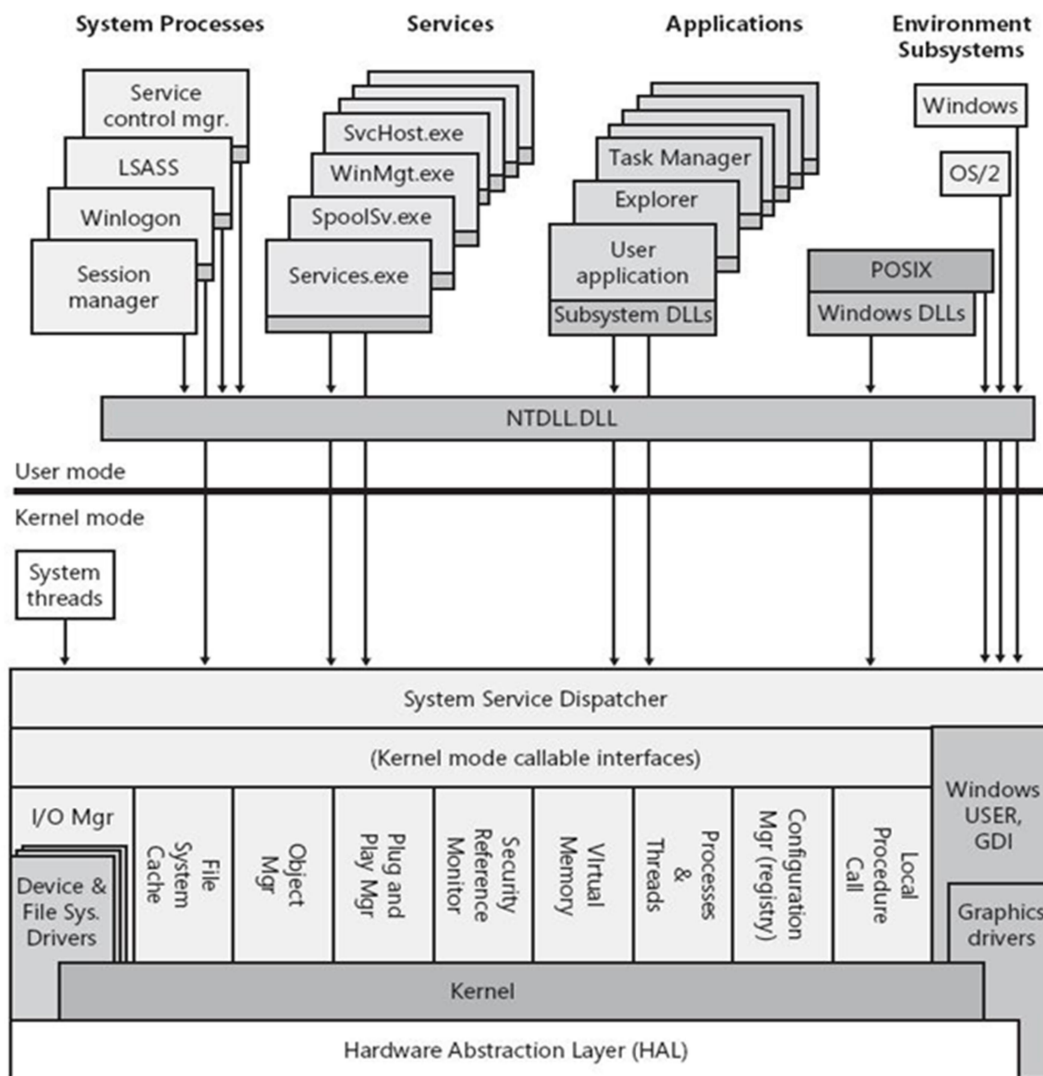 System Processes
Services
Applications
Environment
Subsystems
Service
control mgr.
LSASS
Winlogon
Session
manager
SvcHost.exe
WinMgt.exe
SpoolSv.exe
Services.exe
Task Manager
Explorer
User
application
Subsystem DLLs
Windows
OS/2
POSIX
Windows DLLs
NTDLL.DLL
User mode
Kernel mode
System
threads
System Service Dispatcher
(Kernel mode callable interfaces)
I/O Mgr
Device &
File Sys.
Drivers
File
System
Cache
Object
Mgr
Plug and
Play Mgr
Security
Reference
Monitor
VIrtual
Memory
Processes
&
Threads
Configuration
Mgr (registry)
Local
Procedure
Call
Windows
USER,
GDI
Graphics
drivers
Kernel
Hardware Abstraction Layer (HAL)